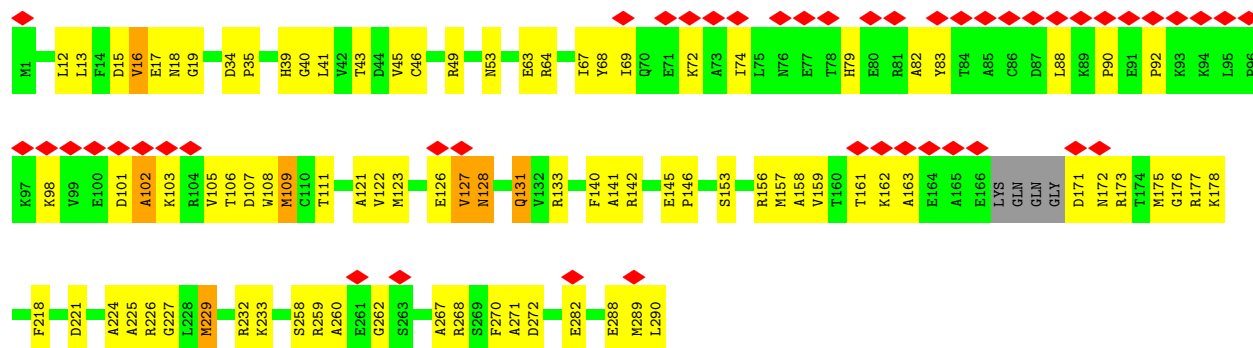 M1 L12 L13 F14 D15 V16 E17 N18 G19 D34 P35 H39 G40 L41 V42 T43 D44 V45 C46 R49 N53 E63 R64 I67 Y68 I69 Q70 E71 K72 A73 I74 L75 N76 E77 T78 H79 E80 R81 A82 Y83 T84 A85 C86 D87 L88 K89 P90 E91 P92 K93 K94 L95
K97 K98 V99 E100 D101 A102 K103 R104 V105 T106 D107 W108 M109 C110 T111 A121 V122 M123 E126 V127 N128 Q131 V132 R133 F140 A141 R142 E145 P146 S153 R156 M157 A158 V159 T160 T161 K162 A163 E164 A165 E166 LYS GLN GLN GLY D171 N172 R173 T174 M175 G176 R177 K178
F218 D221 A224 A225 R226 G227 L228 M229 R232 K233 S258 R259 A260 E261 G262 S263 A267 R268 S269 F270 A271 D272 E282 E288 M289 L290